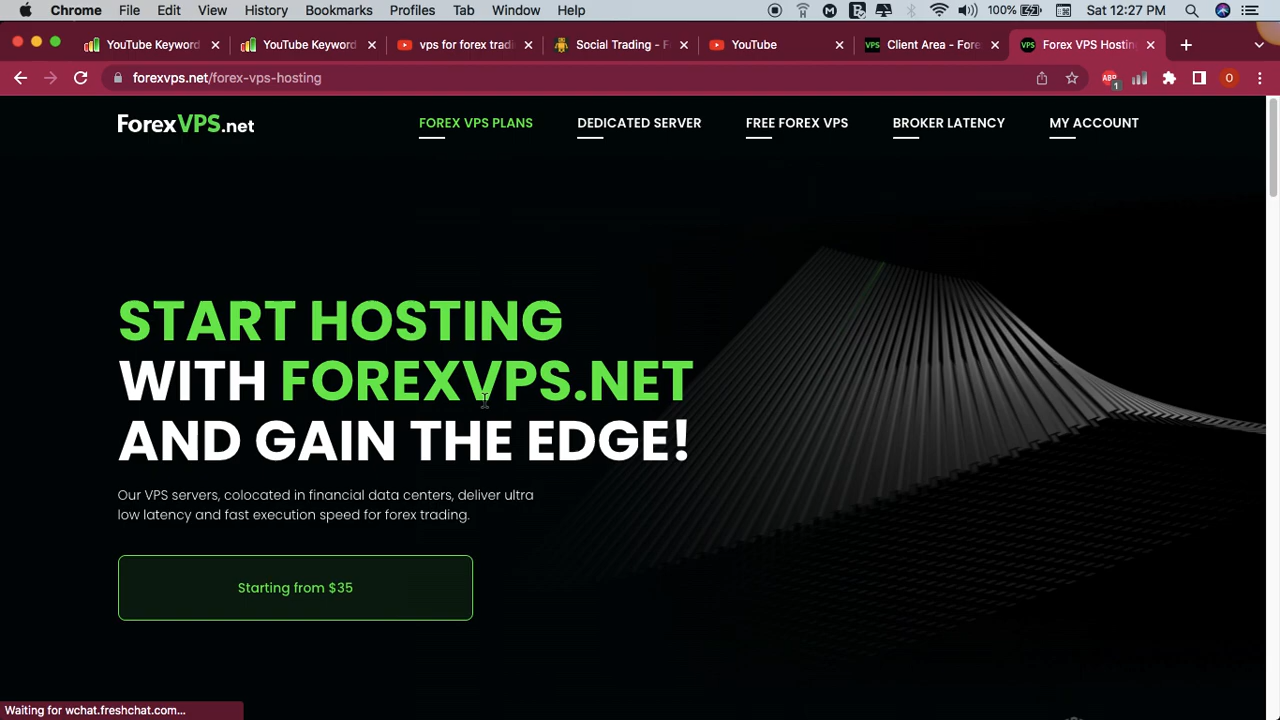 Chrome File Edit View History Bookmarks Profiles Tab Window Help 100% Sat 12:27 PM
YouTube Keyword YouTube Keyword vps for forex tradi Social Trading - F YouTube Client Area - Fore Forex VPS Hosting
forexvps.net/forex-vps-hosting ABP 1 O
ForexVPS.net FOREX VPS PLANS DEDICATED SERVER FREE FOREX VPS BROKER LATENCY MY ACCOUNT
START HOSTING
WITH FOREXVPS.NET
AND GAIN THE EDGE!
Our VPS servers, colocated in financial data centers, deliver ultra
low latency and fast execution speed for forex trading.
Starting from $35
Waiting for wchat.freshchat.com...